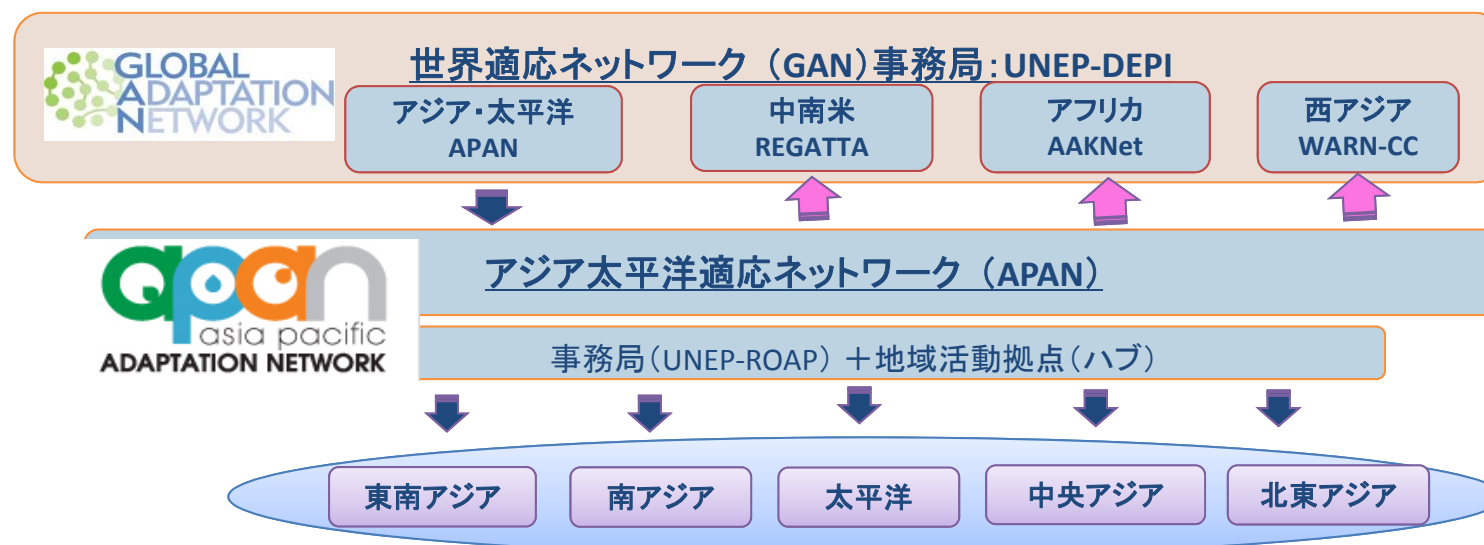 GLOBAL
ADAPTATION
NETWORK
世界適応ネットワーク (GAN)事務局:UNEP-DEPI
アジア・太平洋
APAN
中南米
REGATTA
アフリカ
AAKNet
西アジア
WARN-CC
apan
asia pacific
ADAPTATION NETWORK
アジア太平洋適応ネットワーク (APAN)
事務局(UNEP-ROAP) +地域活動拠点(ハブ)
東南アジア
南アジア
太平洋
中央アジア
北東アジア